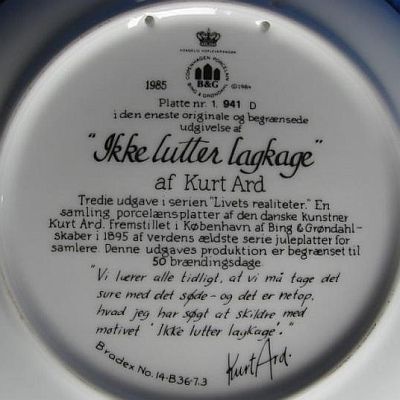 KONGELIG HOFLEVERANDØR
COPENHAGEN PORCELAIN
B&G
BING & GRØNDAHL
1985
©1984
Platte nr. 1. 941 D
i den eneste originale og begrænsede
udgivelse af
"Ikke lutter lagkage"
af Kurt Ard
Tredie udgave i serien "Livets realiteter." En
samling porcelænsplatter af den danske kunstner
Kurt Ard. Fremstillet i København af Bing & Grøndahl-
skaber i 1895 af verdens ældste serie juleplatter for
samlere. Denne udgaves produktion er begrænset til
50 brændingsdage.
"Vi lærer alle tidligt, at vi må tage det
sure med det søde - og det er netop,
hvad jeg har søgt at skildre med
motivet 'Ikke lutter lagkage'."
Bradex No. 14-B36-7.3
Kurt Ard.